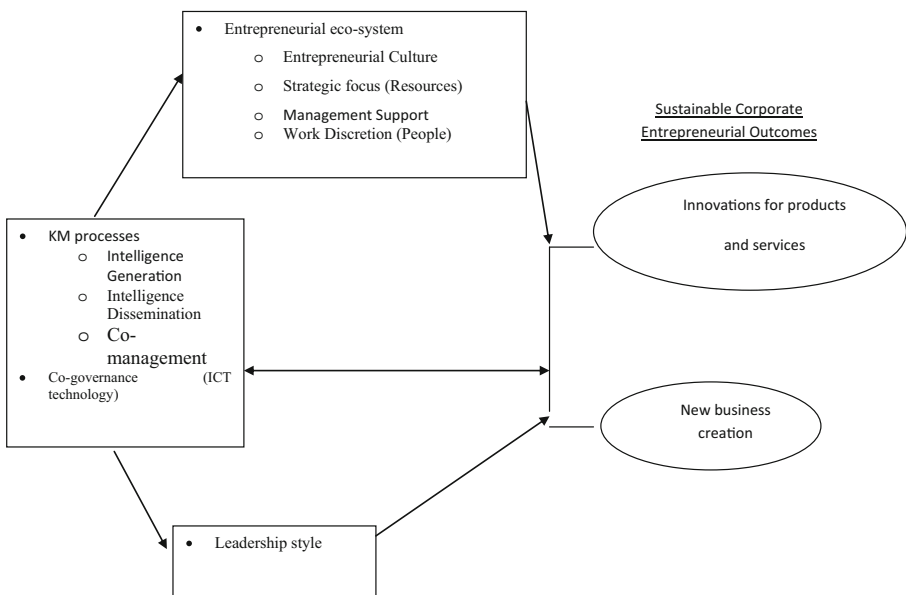 • Entrepreneurial eco-system
o Entrepreneurial Culture
o Strategic focus (Resources)
o Management Support
o Work Discretion (People)
Sustainable Corporate
Entrepreneurial Outcomes
Innovations for products
and services
• KM processes
o Intelligence
Generation
o Intelligence
Dissemination
o Co-
management
• Co-governance (ICT
technology)
New business
creation
• Leadership style